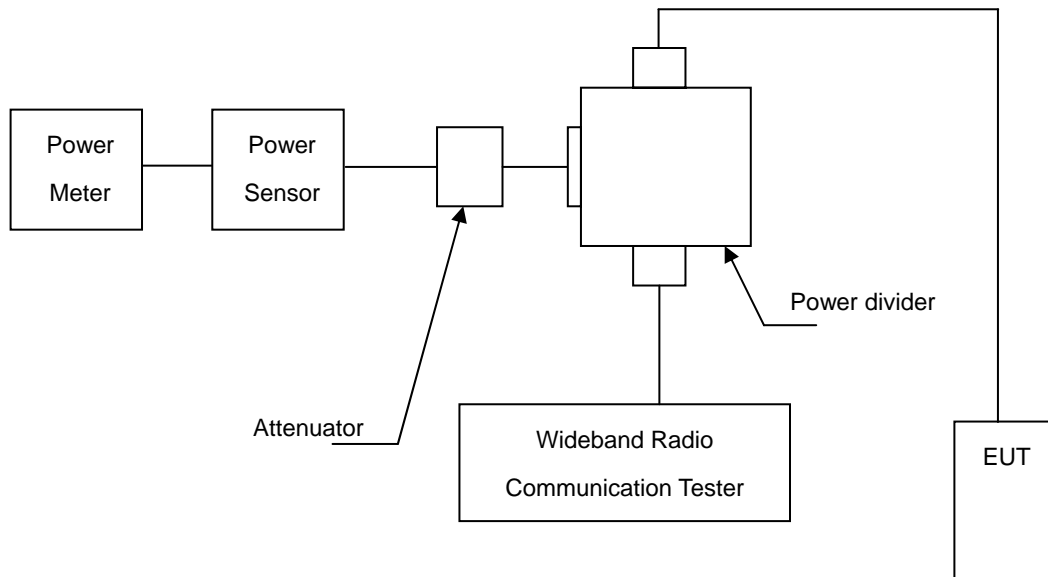 Power
Meter
Power
Sensor
Power divider
Attenuator
Wideband Radio
Communication Tester
EUT